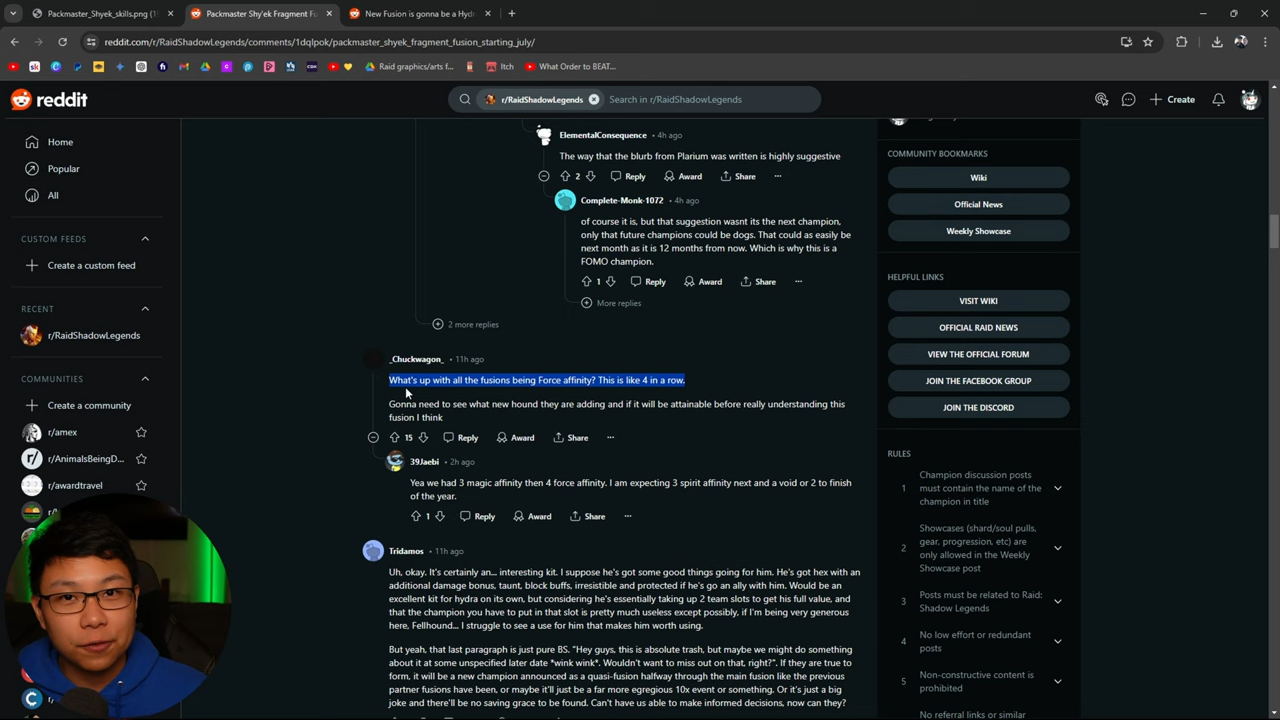 Packmaster_Shyek_skills.png (1
Packmaster Shy'ek Fragment Fu
New Fusion is gonna be a Hydr
reddit.com/r/RaidShadowLegends/comments/1dqlpok/packmaster_shyek_fragment_fusion_starting_july/
Raid graphics/arts f...
Itch
What Order to BEAT...
reddit
r/RaidShadowLegends
Search in r/RaidShadowLegends
Create
Home
Popular
All
CUSTOM FEEDS
Create a custom feed
RECENT
r/RaidShadowLegends
COMMUNITIES
Create a community
r/amex
r/AnimalsBeingD...
r/awardtravel
ElementalConsequence • 4h ago
The way that the blurb from Plarium was written is highly suggestive
2 Reply Award Share ...
Complete-Monk-1072 • 4h ago
of course it is, but that suggestion wasnt its the next champion,
only that future champions could be dogs. That could as easily be
next month as it is 12 months from now. Which is why this is a
FOMO champion.
1 Reply Award Share ...
More replies
2 more replies
_Chuckwagon_ • 11h ago
What's up with all the fusions being Force affinity? This is like 4 in a row.
Gonna need to see what new hound they are adding and if it will be attainable before really understanding this
fusion I think
15 Reply Award Share ...
39Jaebi • 2h ago
Yea we had 3 magic affinity then 4 force affinity. I am expecting 3 spirit affinity next and a void or 2 to finish
of the year.
1 Reply Award Share ...
Tridamos • 11h ago
Uh, okay. It's certainly an... interesting kit. I suppose he's got some good things going for him. He's got hex with an
additional damage bonus, taunt, block buffs, irresistible and protected if he's go an ally with him. Would be an
excellent kit for hydra on its own, but considering he's essentially taking up 2 team slots to get his full value, and
that the champion you have to put in that slot is pretty much useless except possibly, if I'm being very generous
here, Fellhound... I struggle to see a use for him that makes him worth using.
But yeah, that last paragraph is just pure BS. "Hey guys, this is absolute trash, but maybe we might do something
about it at some unspecified later date *wink wink*. Wouldn't want to miss out on that, right?". If they are true to
form, it will be a new champion announced as a quasi-fusion halfway through the main fusion like the previous
partner fusions have been, or maybe it'll just be a far more egregious 10x event or something. Or it's just a big
joke and there'll be no saving grace to be found. Can't have us able to make informed decisions, now can they?
COMMUNITY BOOKMARKS
Wiki
Official News
Weekly Showcase
HELPFUL LINKS
VISIT WIKI
OFFICIAL RAID NEWS
VIEW THE OFFICIAL FORUM
JOIN THE FACEBOOK GROUP
JOIN THE DISCORD
RULES
1 Champion discussion posts
must contain the name of the
champion in title
2 Showcases (shard/soul pulls,
gear, progression, etc) are
only allowed in the Weekly
Showcase post
3 Posts must be related to Raid:
Shadow Legends
4 No low effort or redundant
posts
5 Non-constructive content is
prohibited
No referral links or similar